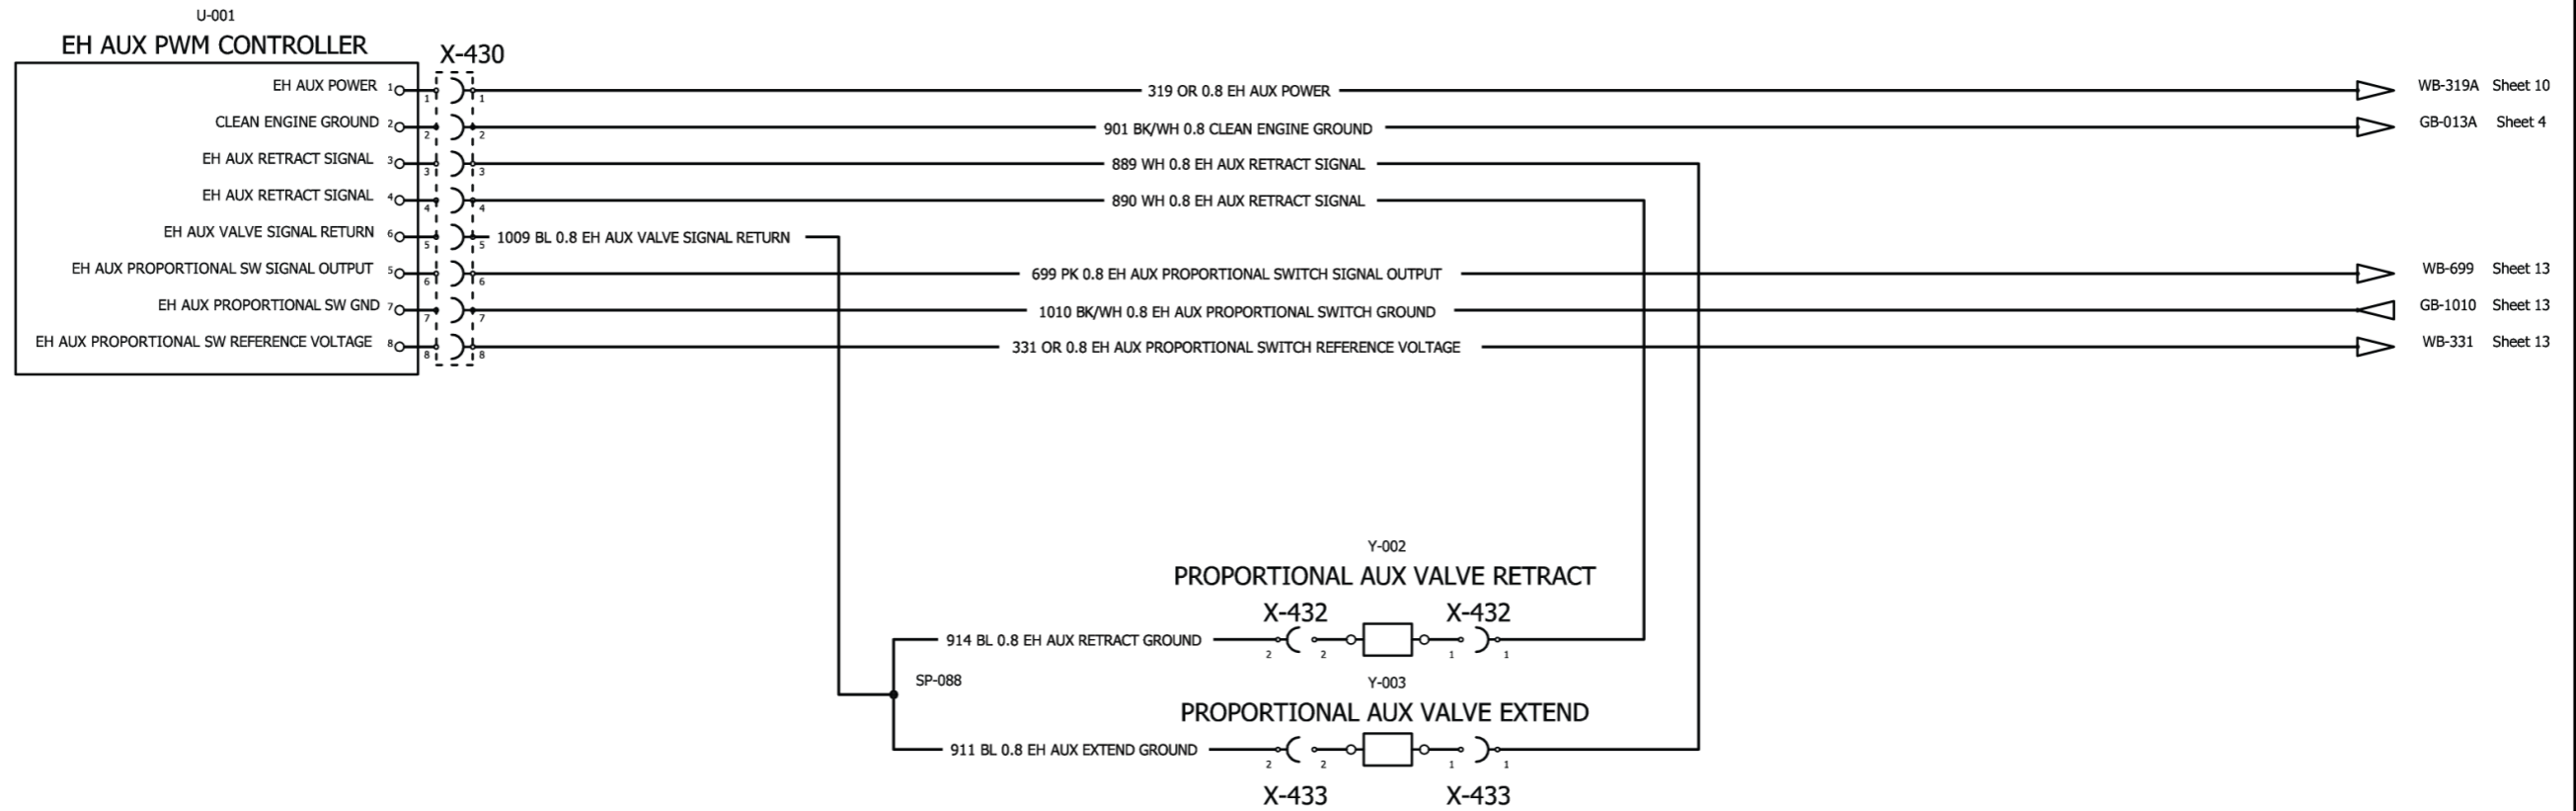 U-001
EH AUX PWM CONTROLLER
X-430
EH AUX POWER 1 1 1 319 OR 0.8 EH AUX POWER WB-319A Sheet 10
CLEAN ENGINE GROUND 2 2 2 901 BK/WH 0.8 CLEAN ENGINE GROUND GB-013A Sheet 4
EH AUX RETRACT SIGNAL 3 3 3 889 WH 0.8 EH AUX RETRACT SIGNAL
EH AUX RETRACT SIGNAL 4 4 4 890 WH 0.8 EH AUX RETRACT SIGNAL
EH AUX VALVE SIGNAL RETURN 6 5 5 1009 BL 0.8 EH AUX VALVE SIGNAL RETURN
EH AUX PROPORTIONAL SW SIGNAL OUTPUT 5 6 6 699 PK 0.8 EH AUX PROPORTIONAL SWITCH SIGNAL OUTPUT WB-699 Sheet 13
EH AUX PROPORTIONAL SW GND 7 7 7 1010 BK/WH 0.8 EH AUX PROPORTIONAL SWITCH GROUND GB-1010 Sheet 13
EH AUX PROPORTIONAL SW REFERENCE VOLTAGE 8 8 8 331 OR 0.8 EH AUX PROPORTIONAL SWITCH REFERENCE VOLTAGE WB-331 Sheet 13
Y-002
PROPORTIONAL AUX VALVE RETRACT
X-432 X-432
914 BL 0.8 EH AUX RETRACT GROUND
2 2 1 1
SP-088
Y-003
PROPORTIONAL AUX VALVE EXTEND
911 BL 0.8 EH AUX EXTEND GROUND
2 2 1 1
X-433 X-433